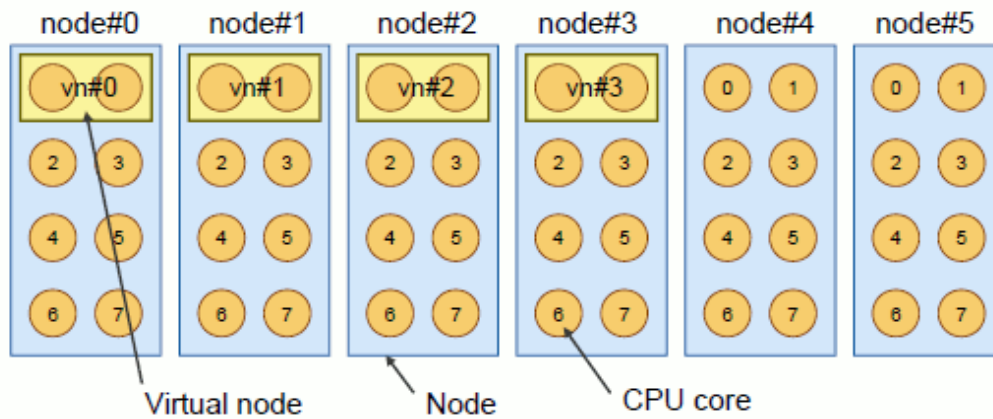 node#0 node#1 node#2 node#3 node#4 node#5
vn#0 vn#1 vn#2 vn#3 0 1 0 1
2 3 2 3 2 3 2 3 2 3 2 3
4 5 4 5 4 5 4 5 4 5 4 5
6 7 6 7 6 7 6 7 6 7 6 7
Virtual node Node CPU core